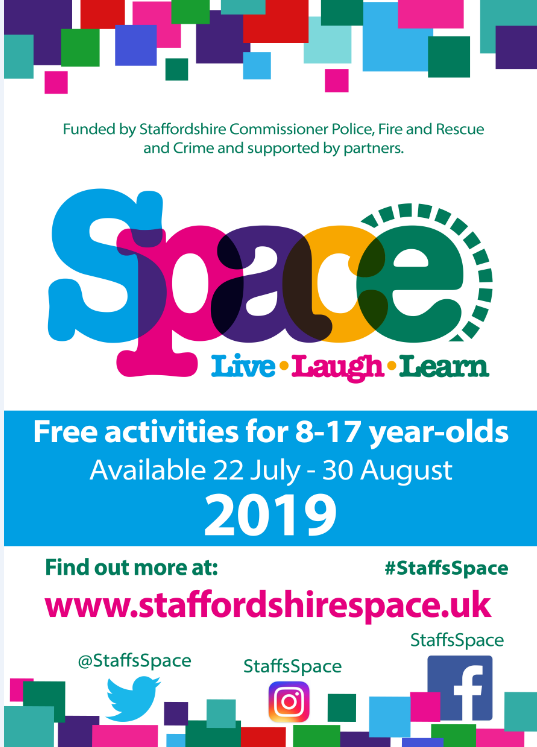 Funded by Staffordshire Commissioner Police, Fire and Rescue
and Crime and supported by partners.
Space
Live • Laugh • Learn
Free activities for 8-17 year-olds
Available 22 July - 30 August
2019
Find out more at:
#StaffsSpace
www.staffordshirespace.uk
@StaffsSpace
StaffsSpace
StaffsSpace